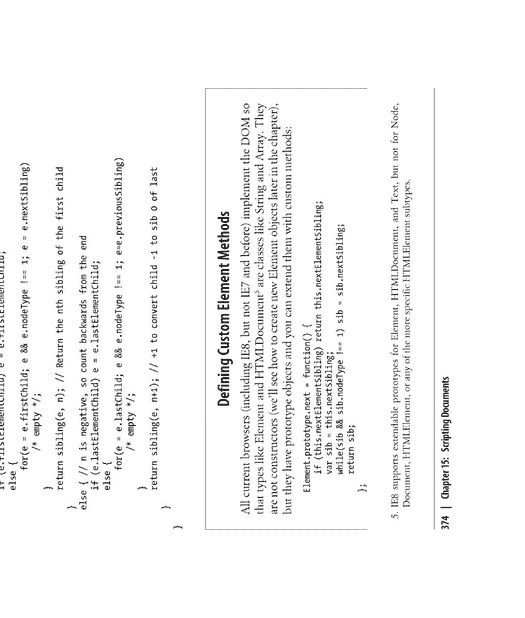 if (e.firstElementChild) e = e.firstElementChild;
else {
for(e = e.firstChild; e && e.nodeType !== 1; e = e.nextSibling)
/* empty */;
}
return sibling(e, n); // Return the nth sibling of the first child
}
else { // n is negative, so count backwards from the end
if (e.lastElementChild) e = e.lastElementChild;
else {
for(e = e.lastChild; e && e.nodeType !== 1; e=e.previousSibling)
/* empty */;
}
return sibling(e, n+1); // +1 to convert child -1 to sib 0 or last
}
}
Defining Custom Element Methods
All current browsers (including IE8, but not IE7 and before) implement the DOM so
that types like Element and HTMLDocument⁵ are classes like String and Array. They
are not constructors (we'll see how to create new Element objects later in the chapter),
but they have prototype objects and you can extend them with custom methods:
Element.prototype.next = function() {
if (this.nextElementSibling) return this.nextElementSibling;
var sib = this.nextSibling;
while(sib && sib.nodeType !== 1) sib = sib.nextSibling;
return sib;
};
5. IE8 supports extendable prototypes for Element, HTMLDocument, and Text, but not for Node,
Document, HTMLElement, or any of the more specific HTMLElement subtypes.
374 | Chapter 15: Scripting Documents